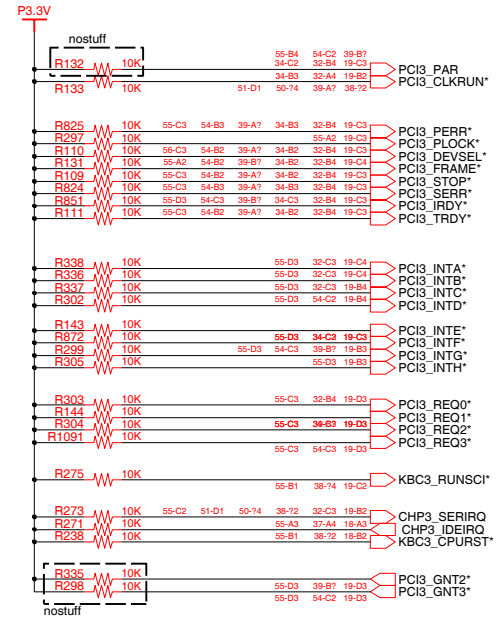 P3.3V
nostuff
55-B4 54-C2 39-B?
R132 10K 34-C2 32-B4 19-C3 PCI3_PAR
34-B3 32-A4 19-B2 PCI3_CLKRUN*
R133 10K 51-D1 50-?4 39-A? 38-?2
R825 10K 55-C3 54-B3 39-A? 34-B3 32-B4 19-C3 PCI3_PERR*
R297 10K 55-A2 19-C3 PCI3_PLOCK*
R110 10K 56-C3 54-B2 39-A? 34-B2 32-B4 19-C3 PCI3_DEVSEL*
R131 10K 55-A2 54-B2 39-B? 34-B2 32-B4 19-C4 PCI3_FRAME*
R109 10K 55-C3 54-B2 39-A? 34-B2 32-B4 19-C3 PCI3_STOP*
R824 10K 55-C3 54-B3 39-A? 34-B3 32-B4 19-C3 PCI3_SERR*
R851 10K 55-D3 54-C3 39-B? 34-C3 32-B4 19-C3 PCI3_IRDY*
R111 10K 55-C3 54-B2 39-A? 34-B2 32-B4 19-C3 PCI3_TRDY*
R338 10K 55-D3 32-C3 19-C4 PCI3_INTA*
R336 10K 55-D3 32-C3 19-C4 PCI3_INTB*
R337 10K 55-D3 32-C3 19-B4 PCI3_INTC*
R302 10K 55-D3 54-C2 19-B4 PCI3_INTD*
R143 10K PCI3_INTE*
R872 10K 55-D3 34-C3 19-C3 PCI3_INTF*
R299 10K 55-D3 54-C3 39-B? 19-B3 PCI3_INTG*
R305 10K 55-D3 19-B3 PCI3_INTH*
R303 10K 55-C3 32-B4 19-D3 PCI3_REQ0*
R144 10K PCI3_REQ1*
R304 10K 55-C3 19-D3 PCI3_REQ2*
R1091 10K PCI3_REQ3*
55-C3 54-C3 19-D3
R275 10K KBC3_RUNSCI*
55-B1 38-?4 19-C2
R273 10K 55-C2 51-D1 50-?4 38-?2 32-C3 19-B2 CHP3_SERIRQ
R271 10K 55-A3 37-A4 18-A3 CHP3_IDEIRQ
R238 10K 55-B1 38-?2 18-B2 KBC3_CPURST*
R335 10K PCI3_GNT2*
R298 10K 55-D3 39-B? 19-D3 PCI3_GNT3*
55-D3 54-C2 19-D3
nostuff